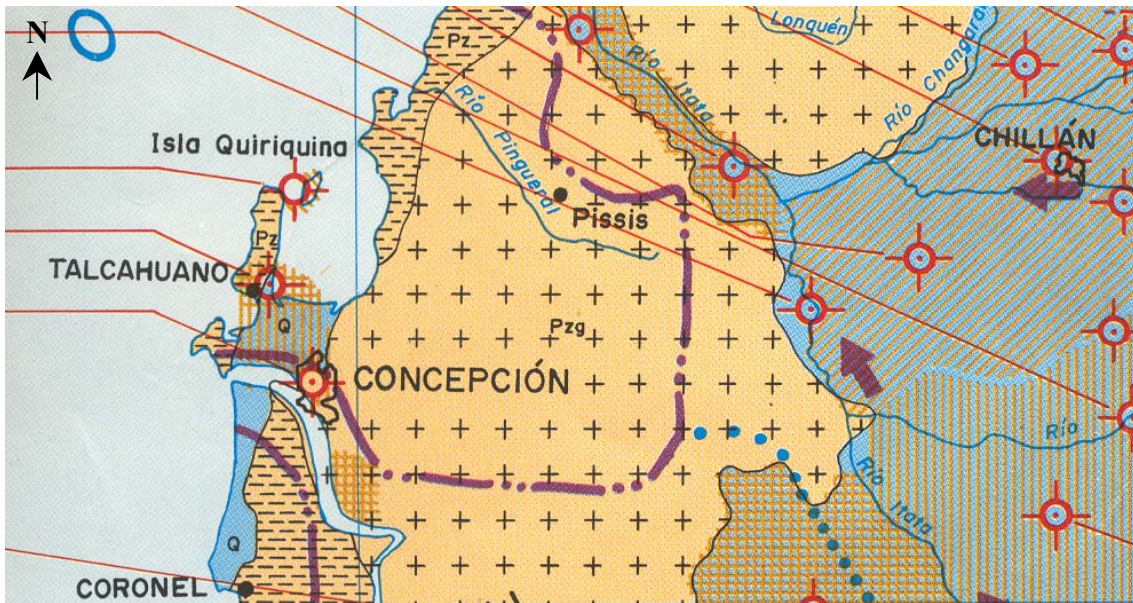 N
Pz
Lonquén
Río Itata
Río Changaral
Río Pingueral
Isla Quiriquina
CHILLÁN
Pissis
Pz
TALCAHUANO
Q
Pzg
CONCEPCIÓN
Río
Río Itata
Q
CORONEL